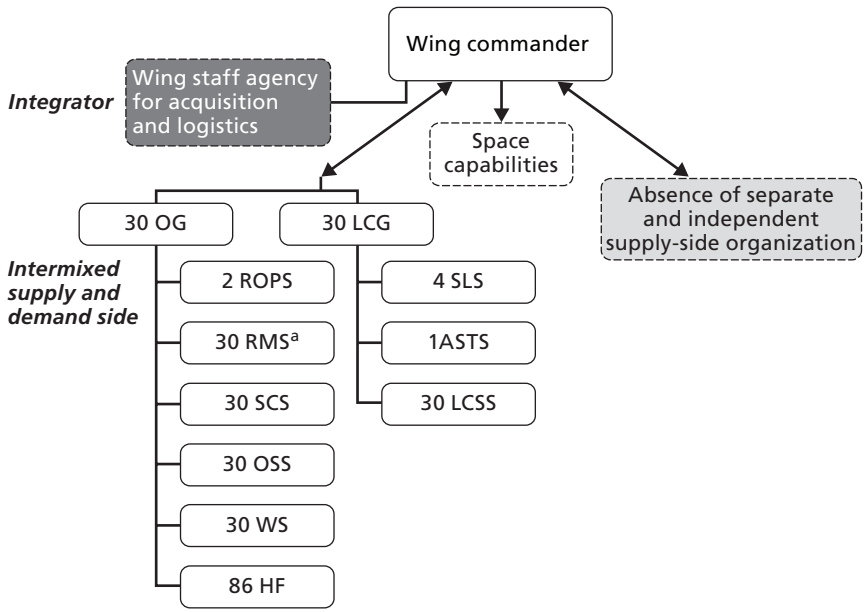 Wing commander
Integrator
Wing staff agency
for acquisition
and logistics
Space
capabilities
Absence of separate
and independent
supply-side organization
30 OG
30 LCG
Intermixed
supply and
demand side
2 ROPS
4 SLS
30 RMSª
1ASTS
30 SCS
30 LCSS
30 OSS
30 WS
86 HF